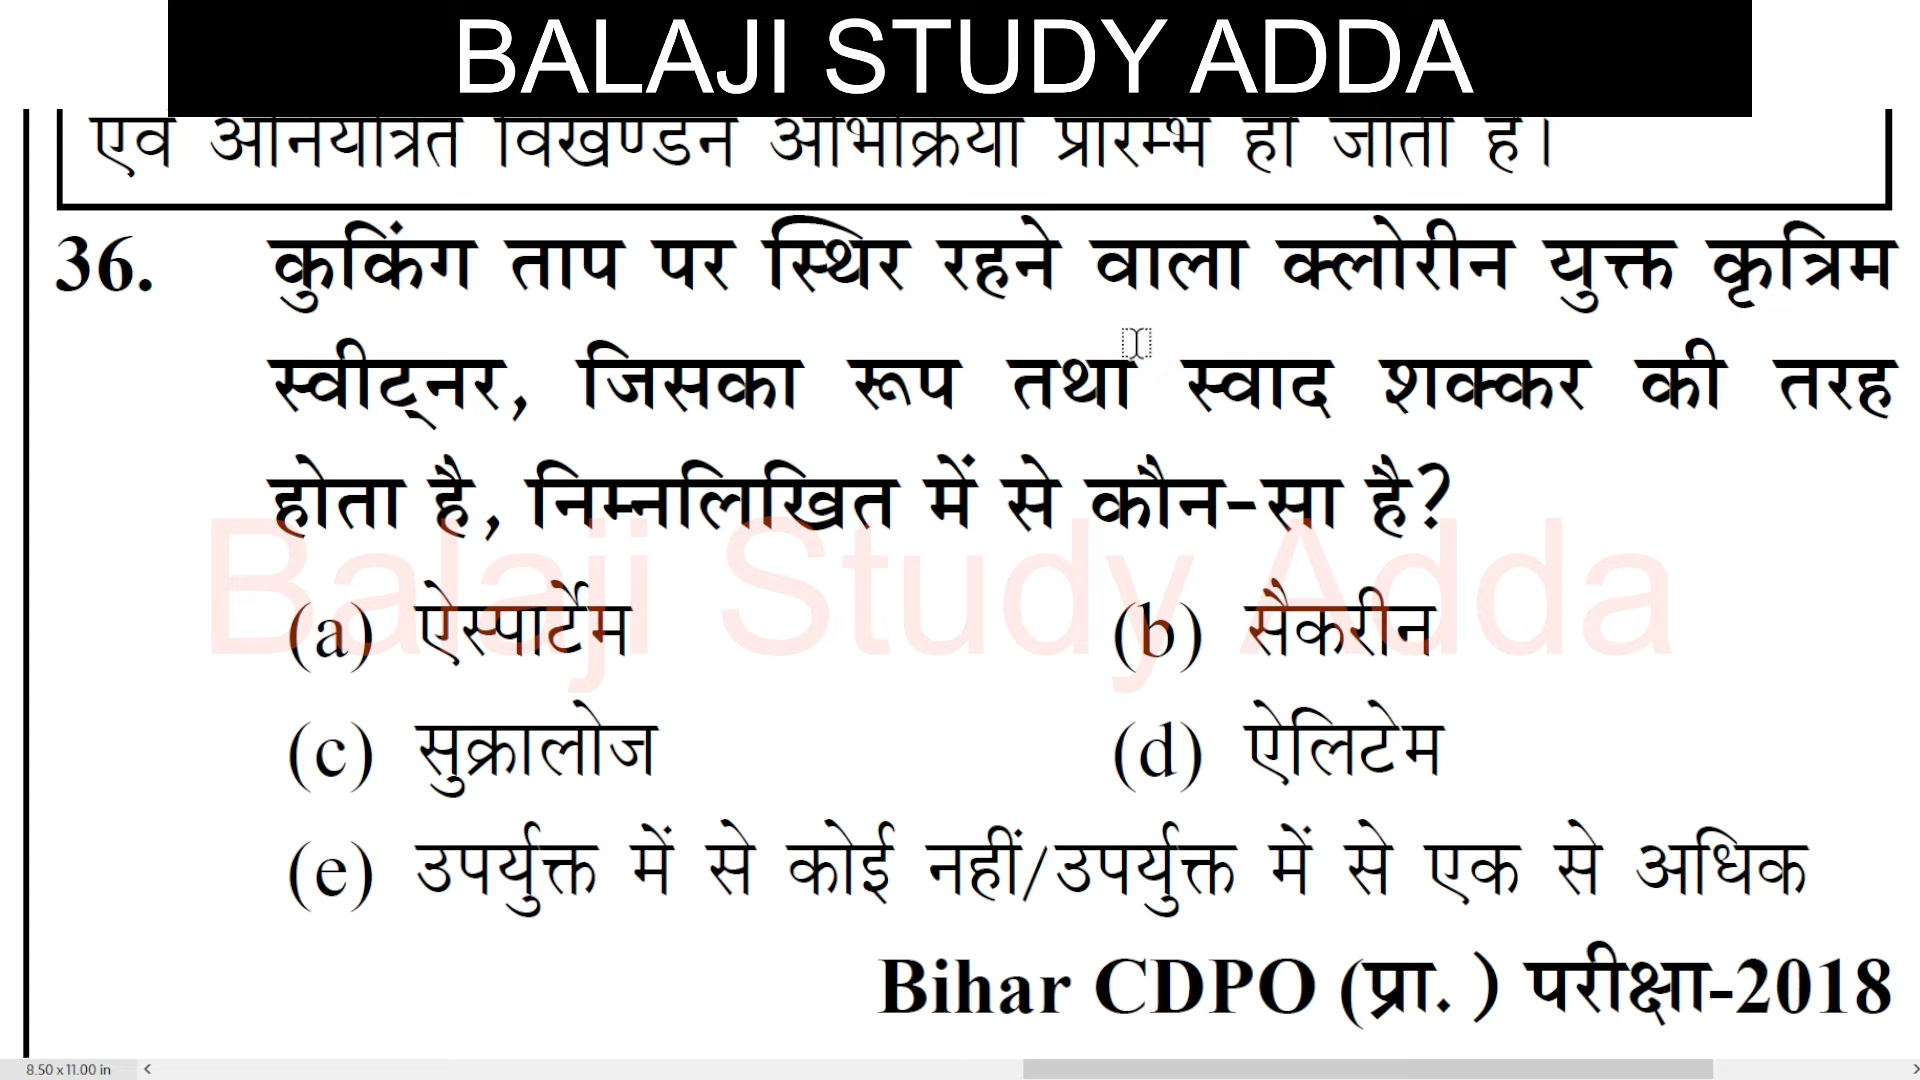 BALAJI STUDY ADDA
एवं अनियंत्रित विखण्डन अभिक्रिया प्रारम्भ हो जाती है।
36. कुकिंग ताप पर स्थिर रहने वाला क्लोरीन युक्त कृत्रिम
स्वीट्नर, जिसका रूप तथा स्वाद शक्कर की तरह
होता है, निम्नलिखित में से कौन-सा है?
Balaji Study Adda
(a) ऐस्पार्टेम (b) सैकरीन
(c) सुक्रालोज (d) ऐलिटेम
(e) उपर्युक्त में से कोई नहीं/उपर्युक्त में से एक से अधिक
Bihar CDPO (प्रा. ) परीक्षा-2018
8.50 x 11.00 in